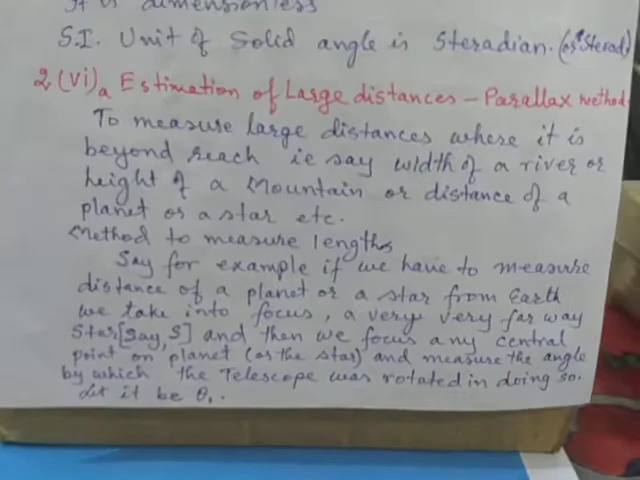 It is dimensionless
S.I. Unit of Solid angle is Steradian. (or Sterad)
2 (vi)a Estimation of Large distances - Parallax method
To measure large distances where it is
beyond reach ie say width of a river or
height of a Mountain or distance of a
planet or a star etc.
Method to measure lengths
Say for example if we have to measure
distance of a planet or a star from Earth
we take into focus, a very very far way
Star [Say, S] and then we focus any central
point on planet (or the star) and measure the angle
by which the Telescope was rotated in doing so.
Let it be θ1.